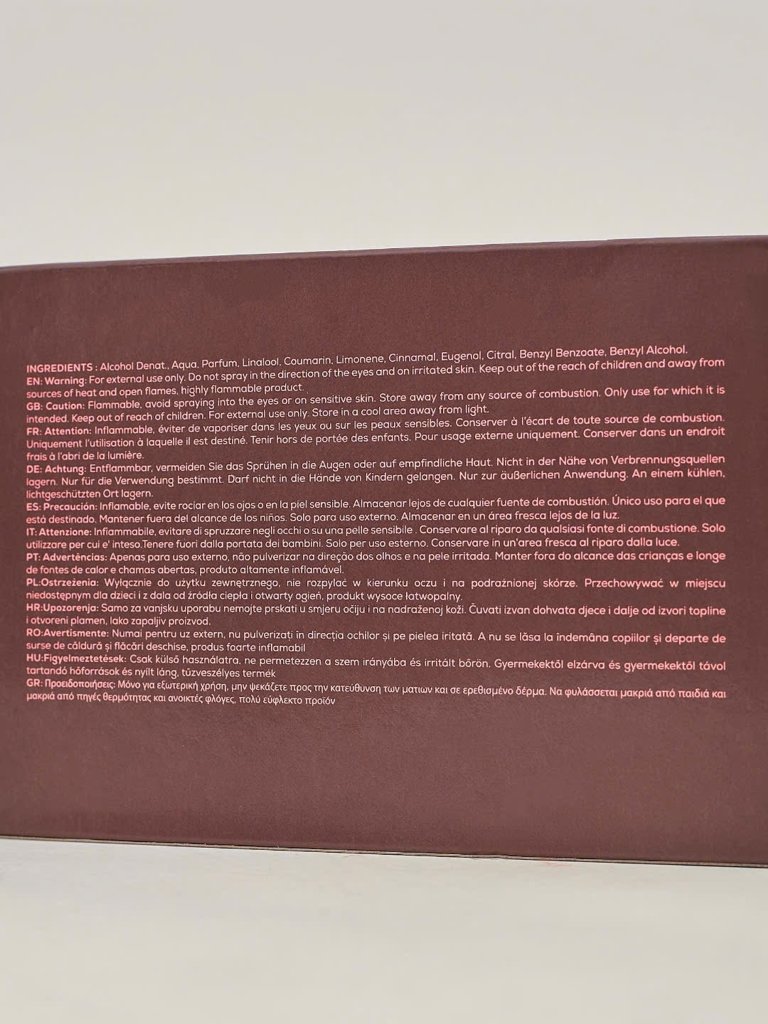 INGREDIENTS : Alcohol Denat., Aqua. Parfum, Linalool, Coumarin, Limonene, Cinnamal, Eugenol, Citral, Benzyl Benzoate, Benzyl Alcohol.
EN: Warning: For external use only. Do not spray in the direction of the eyes and on irritated skin. Keep out of the reach of children and away from
sources of heat and open flames, highly flammable product.
GB: Caution: Flammable, avoid spraying into the eyes or on sensitive skin. Store away from any source of combustion. Only use for which it is
intended. Keep out of reach of children. For external use only. Store in a cool area away from light.
FR: Attention: Inflammable, éviter de vaporiser dans les yeux ou sur les peaux sensibles. Conserver à l'écart de toute source de combustion.
Uniquement l'utilisation à laquelle il est destiné. Tenir hors de portée des enfants. Pour usage externe uniquement. Conserver dans un endroit
frais à l'abri de la lumière.
DE: Achtung: Entflammbar, vermeiden Sie das Sprühen in die Augen oder auf empfindliche Haut. Nicht in der Nähe von Verbrennungsquellen
lagern. Nur für die Verwendung bestimmt. Darf nicht in die Hände von Kindern gelangen. Nur zur äußerlichen Anwendung. An einem kühlen,
lichtgeschützten Ort lagern.
ES: Precaución: Inflamable, evite rociar en los ojos o en la piel sensible. Almacenar lejos de cualquier fuente de combustión. Único uso para el que
está destinado. Mantener fuera del alcance de los niños. Solo para uso externo. Almacenar en un área fresca lejos de la luz.
IT: Attenzione: Inflammabile, evitare di spruzzare negli occhi o su una pelle sensibile . Conservare al riparo da qualsiasi fonte di combustione. Solo
utilizzare per cui e' inteso.Tenere fuori dalla portata dei bambini. Solo per uso esterno. Conservare in un'area fresca al riparo dalla luce.
PT: Advertências: Apenas para uso externo, não pulverizar na direção dos olhos e na pele irritada. Manter fora do alcance das crianças e longe
de fontes de calor e chamas abertas, produto altamente inflamável.
PL:Ostrzeżenia: Wyłącznie do użytku zewnętrznego, nie rozpylać w kierunku oczu i na podrażnionej skórze. Przechowywać w miejscu
niedostępnym dla dzieci i z dala od źródła ciepła i otwarty ogień, produkt wysoce łatwopalny.
HR:Upozorenja: Samo za vanjsku uporabu nemojte prskati u smjeru očiju i na nadraženoj koži. Čuvati izvan dohvata djece i dalje od izvori topline
i otvoreni plamen, lako zapaljiv proizvod.
RO:Avertismente: Numai pentru uz extern, nu pulverizați în direcția ochilor și pe pielea iritată. A nu se lăsa la îndemâna copiilor și departe de
surse de căldură și flăcări deschise, produs foarte inflamabil
HU:Figyelmeztetések: Csak külső használatra, ne permetezzen a szem irányába és irritált bőrön. Gyermekektől elzárva és gyermekektől távol
tartandó hőforrások és nyílt láng, tűzveszélyes termék
GR: Προειδοποιήσεις: Μόνο για εξωτερική χρήση, μην ψεκάζετε προς την κατεύθυνση των ματιων και σε ερεθισμένο δέρμα. Να φυλάσσεται μακριά από παιδιά και
μακριά από πηγές θερμότητας και ανοικτές φλόγες, πολύ εύφλεκτο προϊόν